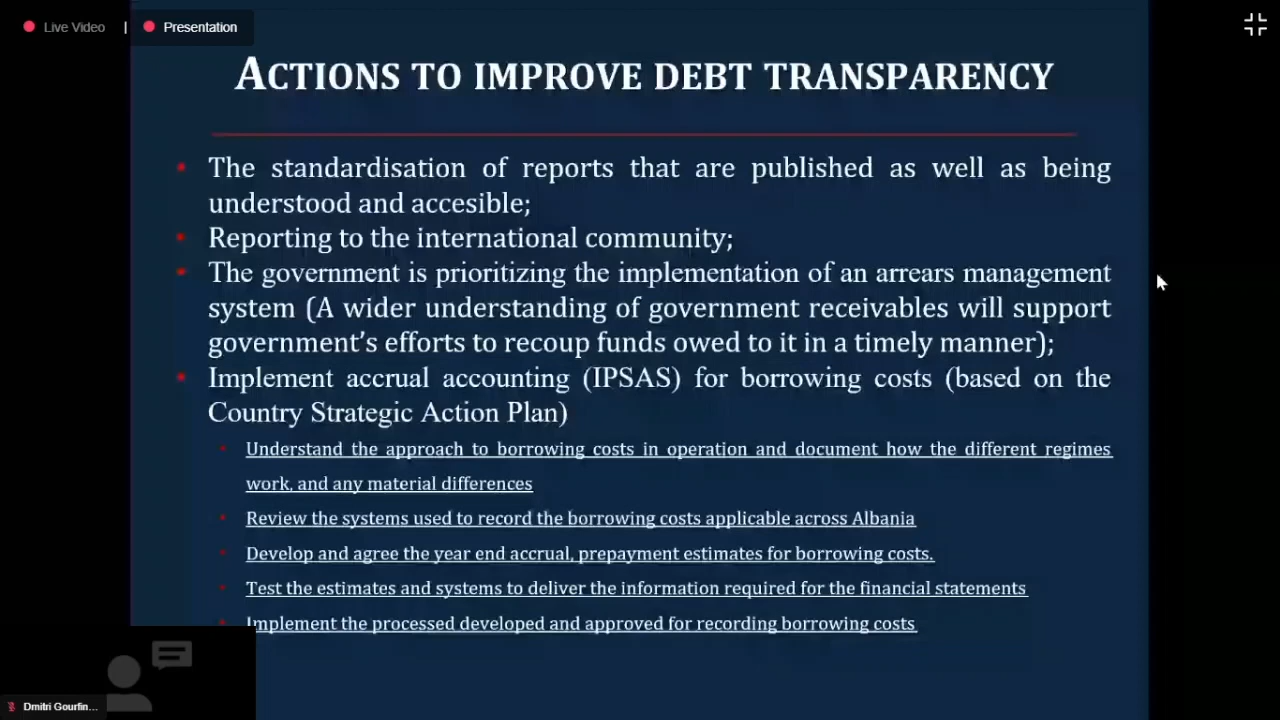 Live Video | Presentation
ACTIONS TO IMPROVE DEBT TRANSPARENCY
• The standardisation of reports that are published as well as being
understood and accesible;
• Reporting to the international community;
• The government is prioritizing the implementation of an arrears management
system (A wider understanding of government receivables will support
government's efforts to recoup funds owed to it in a timely manner);
• Implement accrual accounting (IPSAS) for borrowing costs (based on the
Country Strategic Action Plan)
• Understand the approach to borrowing costs in operation and document how the different regimes
work, and any material differences
• Review the systems used to record the borrowing costs applicable across Albania
• Develop and agree the year end accrual, prepayment estimates for borrowing costs.
• Test the estimates and systems to deliver the information required for the financial statements
• Implement the processed developed and approved for recording borrowing costs
Dmitri Gourfin...